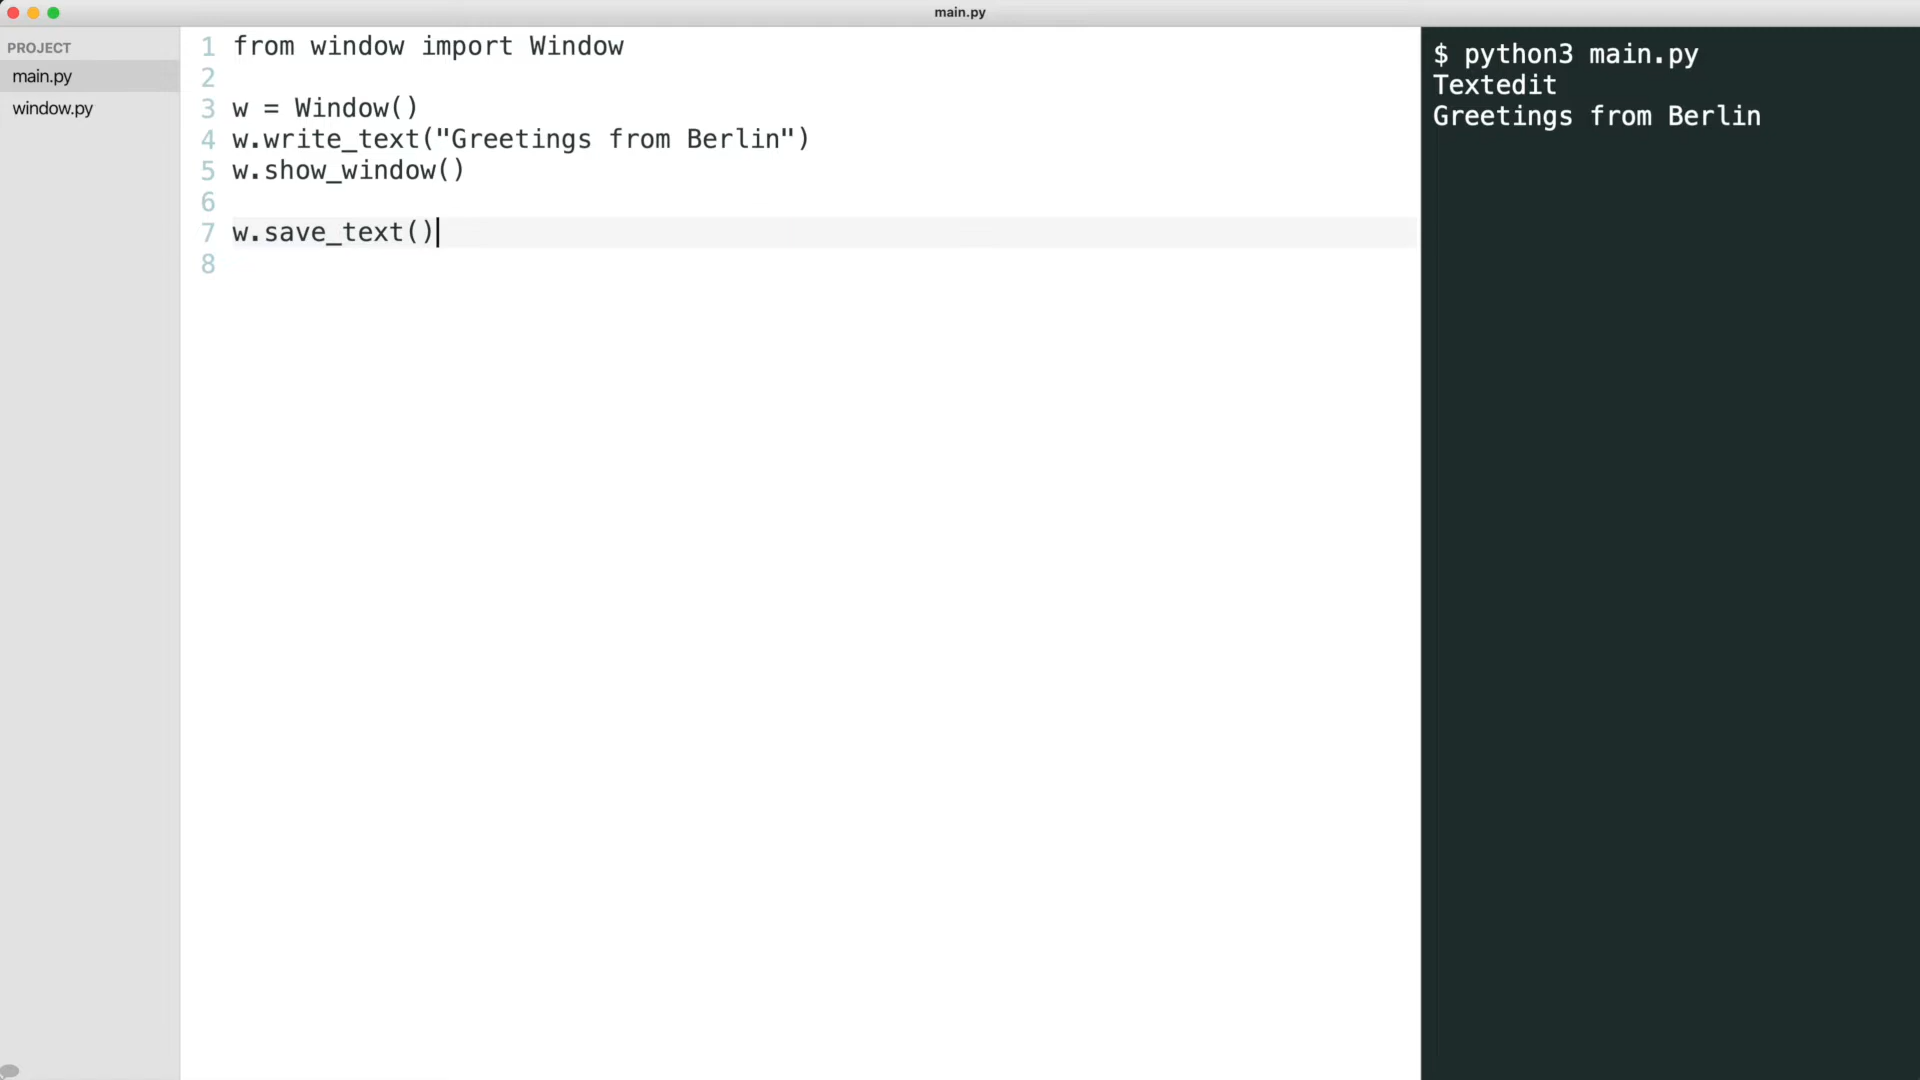 main.py
PROJECT
main.py
window.py
1 from window import Window
2
3 w = Window()
4 w.write_text("Greetings from Berlin")
5 w.show_window()
6
7 w.save_text()
8
$ python3 main.py
Textedit
Greetings from Berlin